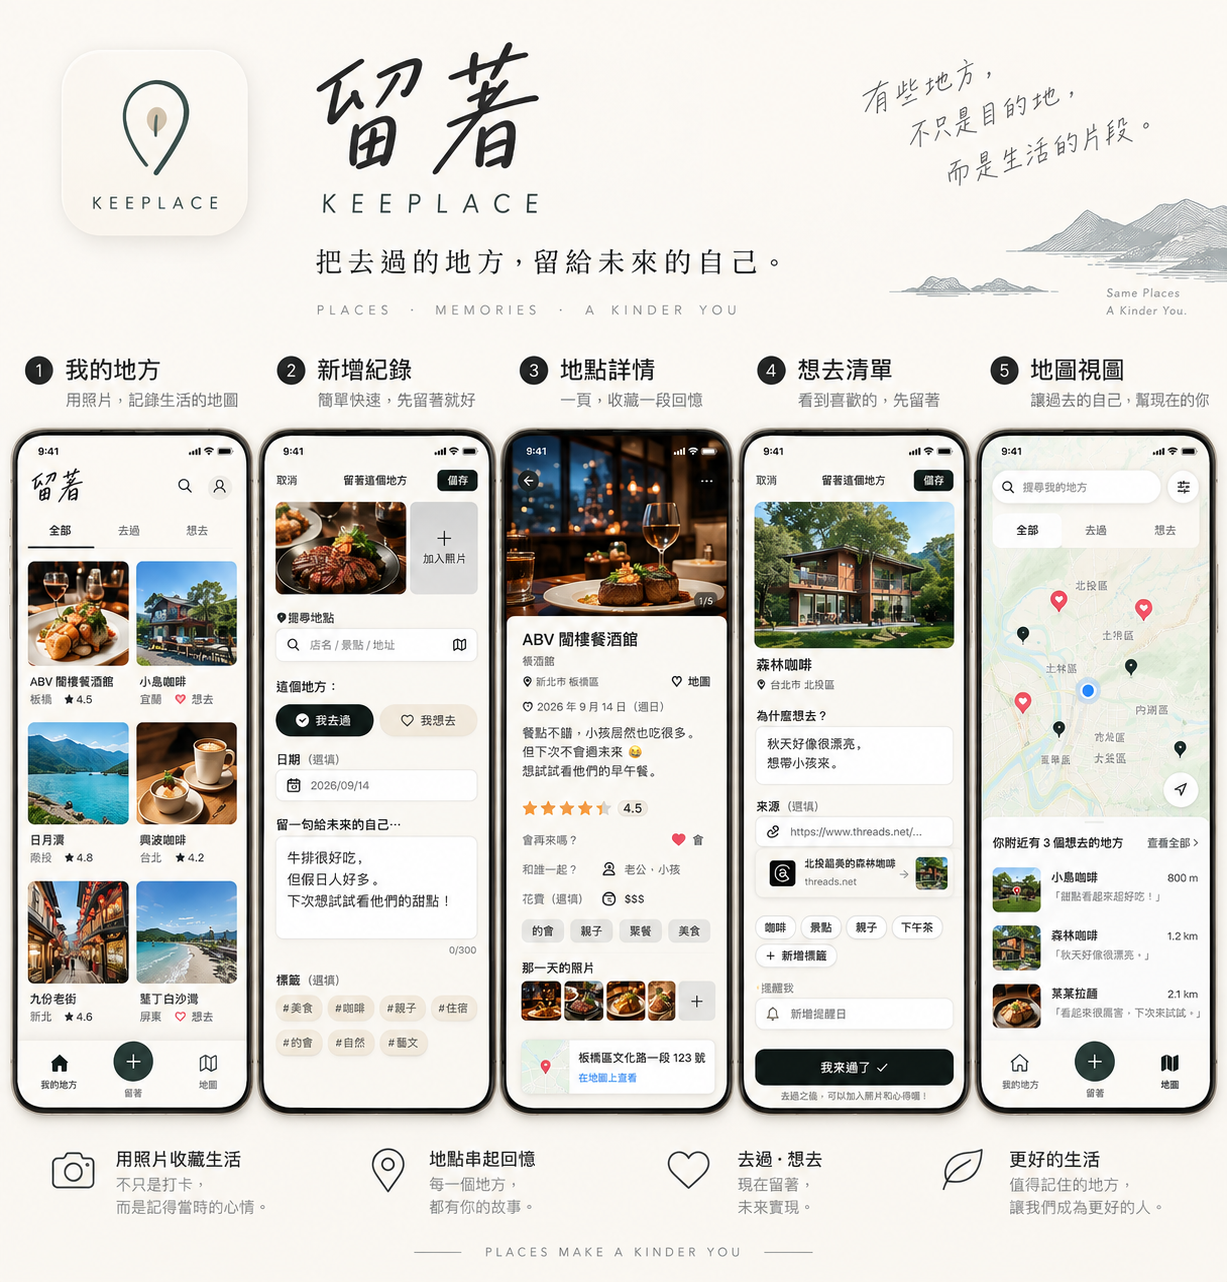 KEEPLACE
留著
KEEPLACE
把去過的地方，留給未來的自己。
PLACES · MEMORIES · A KINDER YOU
有些地方，
不只是目的地，
而是生活的片段。
Same Places
A Kinder You.
1 我的地方
用照片，記錄生活的地圖
2 新增紀錄
簡單快速，先留著就好
3 地點詳情
一頁，收藏一段回憶
4 想去清單
看到喜歡的，先留著
5 地圖視圖
讓過去的自己，幫現在的你
9:41
留著
全部 去過 想去
ABV 閣樓餐酒館
板橋 ★4.5
小島咖啡
宜蘭 想去
日月潭
★4.8
興波咖啡
台北 ★4.2
九份老街
新北 ★4.6
墾丁白沙灣
屏東 想去
我的地方
留著
地圖
9:41
取消 留著這個地方 儲存
加入照片
搜尋地點
店名 / 景點 / 地址
這個地方：
我去過 我想去
日期（選填）
2026/09/14
留一句給未來的自己⋯
牛排很好吃，
但假日人好多。
下次想試試看他們的甜點！
0/300
標籤（選填）
#美食 #咖啡 #親子 #住宿
#約會 #自然 #藝文
9:41
1/5
ABV 閣樓餐酒館
餐酒館
新北市 板橋區 地圖
2026 年 9 月 14 日（週日）
餐點不錯，小孩居然也吃很多。
但下次不會週末來 😆
想試試看他們的早午餐。
4.5
會再來嗎？ 會
和誰一起？ 老公，小孩
花費（選填） $$$
約會 親子 聚餐 美食
那一天的照片
板橋區文化路一段 123 號
在地圖上查看
9:41
取消 留著這個地方 儲存
森林咖啡
台北市 北投區
為什麼想去？
秋天好像很漂亮，
想帶小孩來。
來源（選填）
https://www.threads.net/...
北投超美的森林咖啡
threads.net
咖啡 景點 親子 下午茶
+ 新增標籤
提醒我
新增提醒日
我來過了 ✓
去過之後，可以加入照片和心得喔！
9:41
搜尋我的地方
全部 去過 想去
北投區
士林區
士林區
內湖區
你附近有 3 個想去的地方 查看全部 >
小島咖啡 800 m
「甜點看起來超好吃！」
森林咖啡 1.2 km
「秋天好像很漂亮。」
某某拉麵 2.1 km
「看起來很厲害，下次來試試。」
我的地方
留著
地圖
用照片收藏生活
不只是打卡，
而是記得當時的心情。
地點串起回憶
每一個地方，
都有你的故事。
去過・想去
現在留著，
未來實現。
更好的生活
值得記住的地方，
讓我們成為更好的人。
PLACES MAKE A KINDER YOU